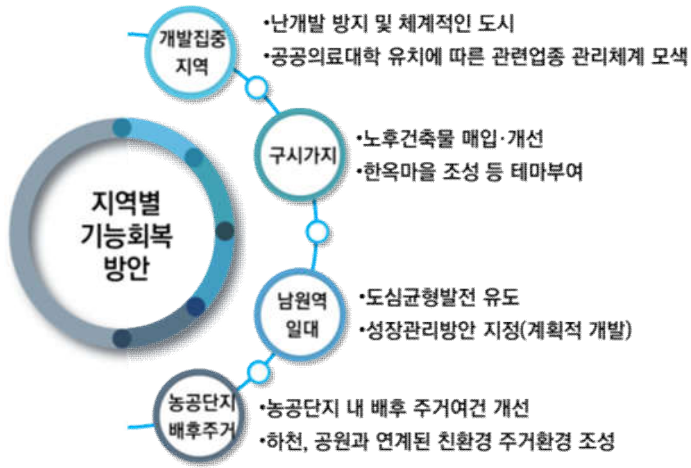 개발집중
지역
•난개발 방지 및 체계적인 도시
•공공의료대학 유치에 따른 관련업종 관리체계 모색
구시가지
•노후건축물 매입·개선
•한옥마을 조성 등 테마부여
지역별
기능회복
방안
남원역
일대
•도심균형발전 유도
•성장관리방안 지정(계획적 개발)
농공단지
배후주거
•농공단지 내 배후 주거여건 개선
•하천, 공원과 연계된 친환경 주거환경 조성